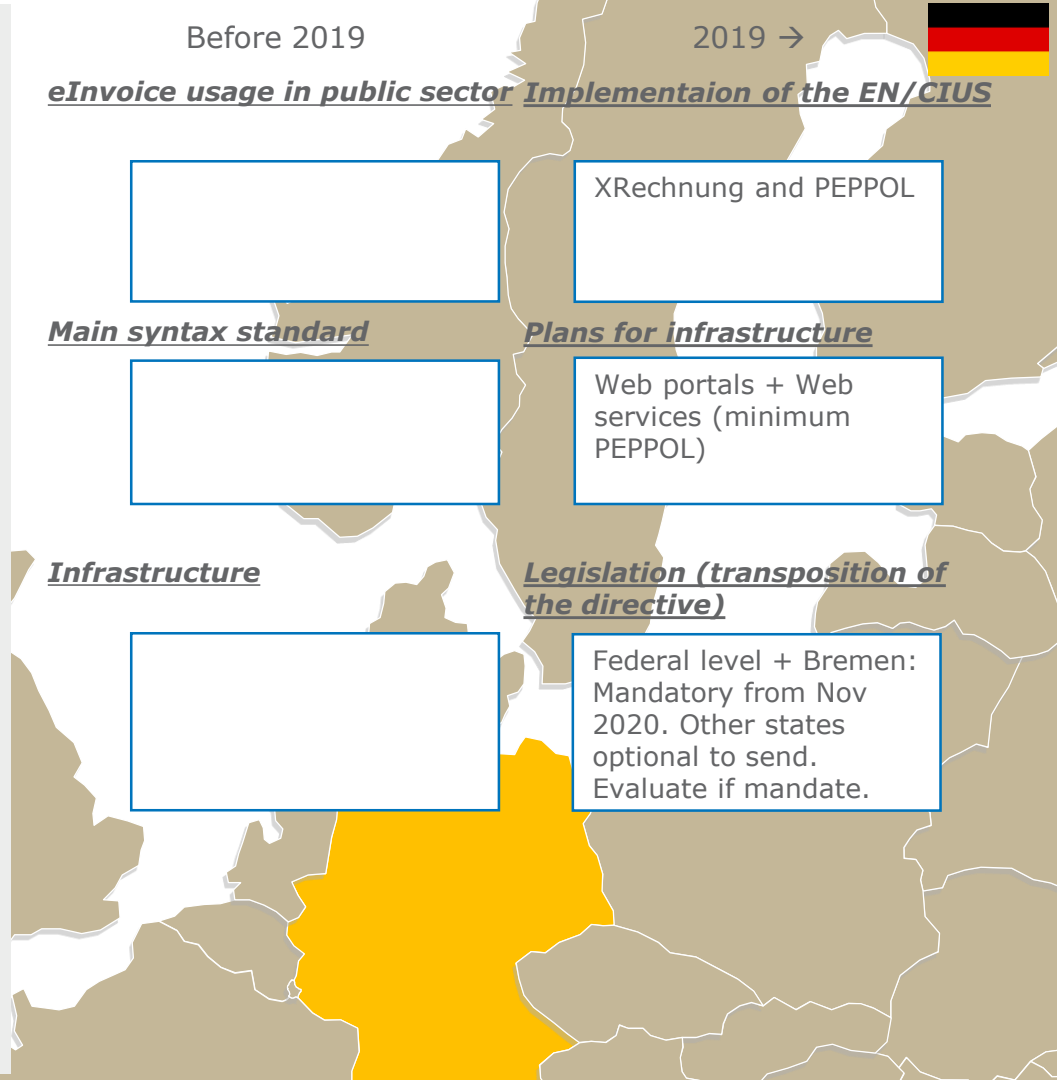 Before 2019
2019 →
eInvoice usage in public sector
Implementaion of the EN/CIUS
XRechnung and PEPPOL
Main syntax standard
Plans for infrastructure
Web portals + Web
services (minimum
PEPPOL)
Infrastructure
Legislation (transposition of
the directive)
Federal level + Bremen:
Mandatory from Nov
2020. Other states
optional to send.
Evaluate if mandate.